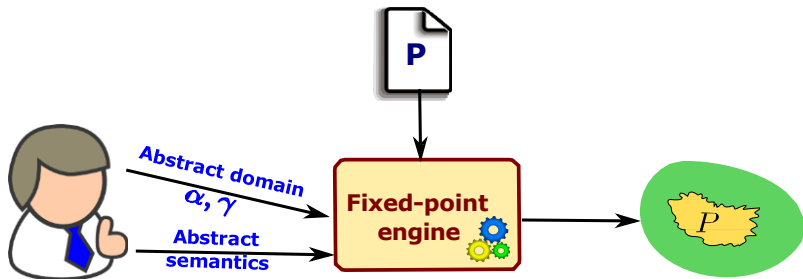 P
Abstract domain
α, γ
Abstract
semantics
Fixed-point
engine
P